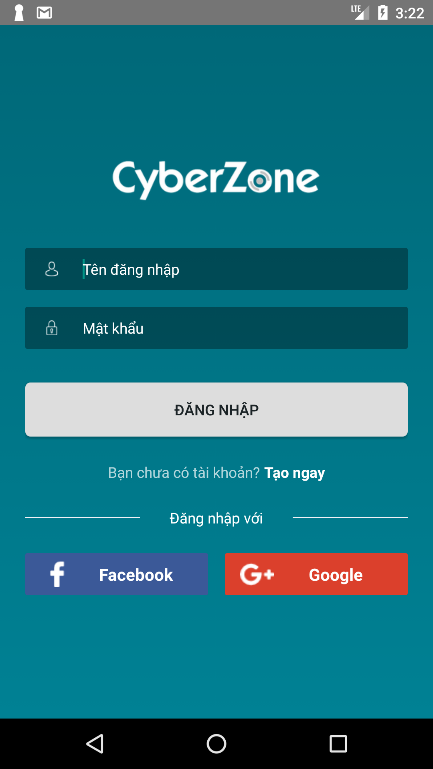 LTE 3:22
CyberZone
Tên đăng nhập
Mật khẩu
ĐĂNG NHẬP
Bạn chưa có tài khoản? Tạo ngay
Đăng nhập với
f Facebook
G+ Google